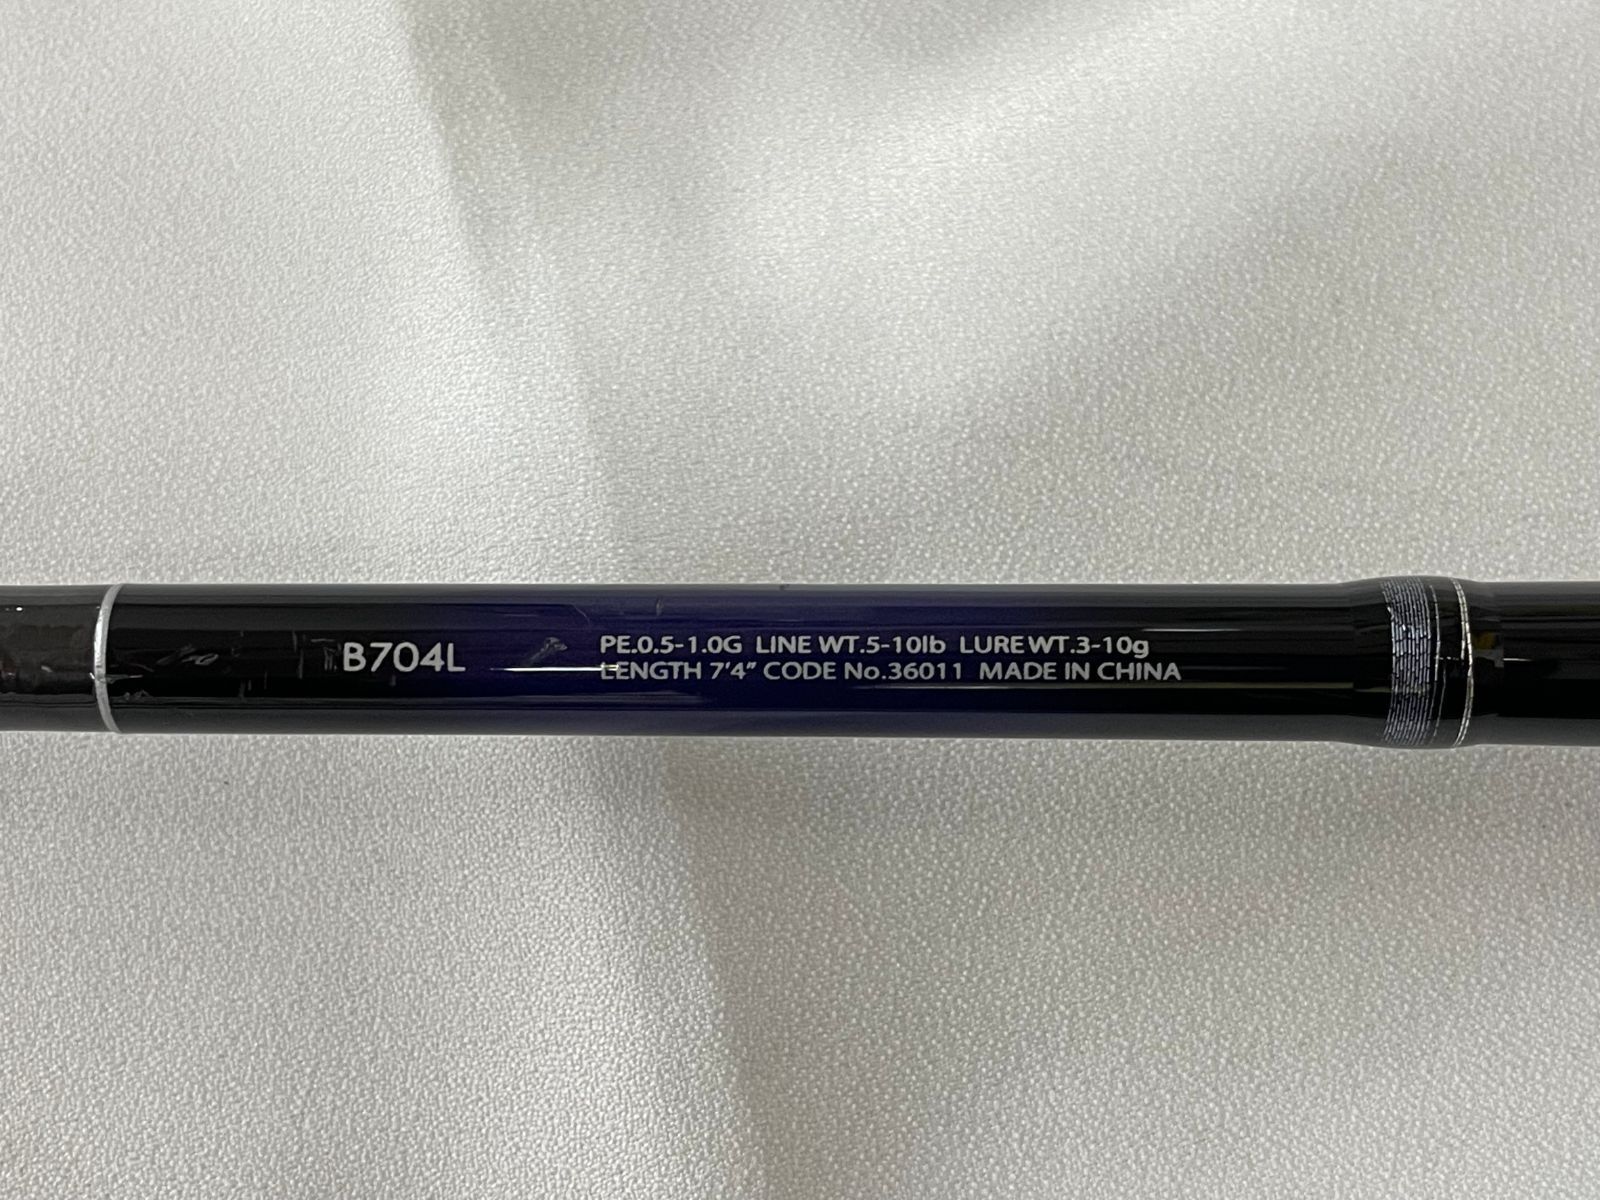 B704L
PE.0.5-1.0G LINE WT.5-10lb LURE WT.3-10g
LENGTH 7'4" CODE No.36011 MADE IN CHINA